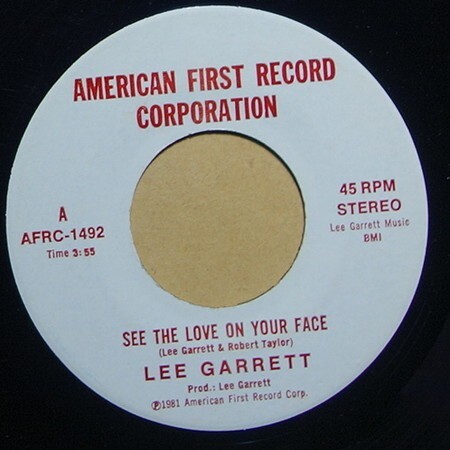 AMERICAN FIRST RECORD
CORPORATION
A
AFRC-1492
Time 3:55
45 RPM
STEREO
Lee Garrett Music
BMI
SEE THE LOVE ON YOUR FACE
(Lee Garrett & Robert Taylor)
LEE GARRETT
Prod.: Lee Garrett
℗1981 American First Record Corp.